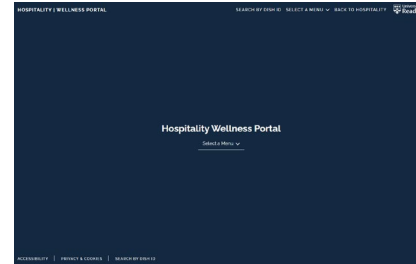 HOSPITALITY | WELLNESS PORTAL
SEARCH BY DISH ID SELECT A MENU BACK TO HOSPITALITY
Hospitality Wellness Portal
Select a Menu
ACCESSIBILITY | PRIVACY & COOKIES | SEARCH BY DISH ID